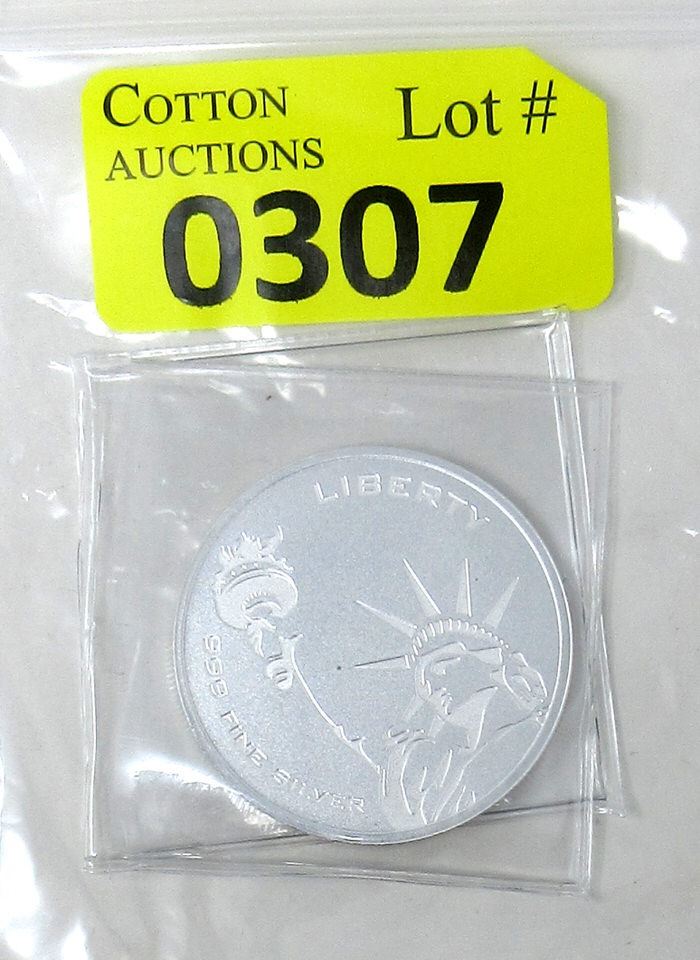 COTTON
AUCTIONS
Lot #
0307
LIBERTY
999 FINE SILVER